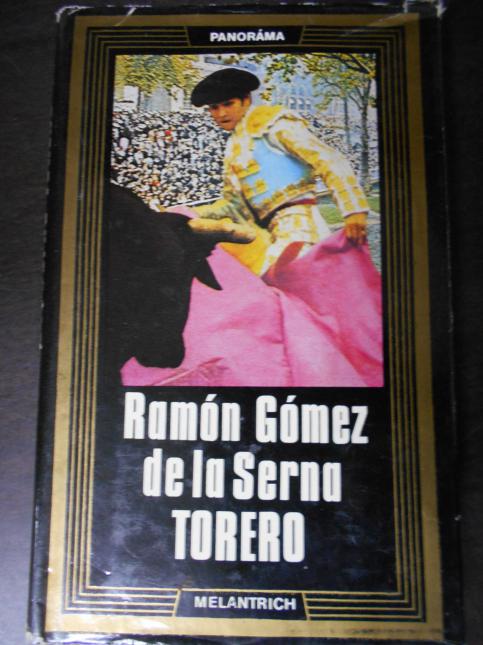 PANORÁMA
Ramón Gómez
de la Serna
TORERO
MELANTRICH